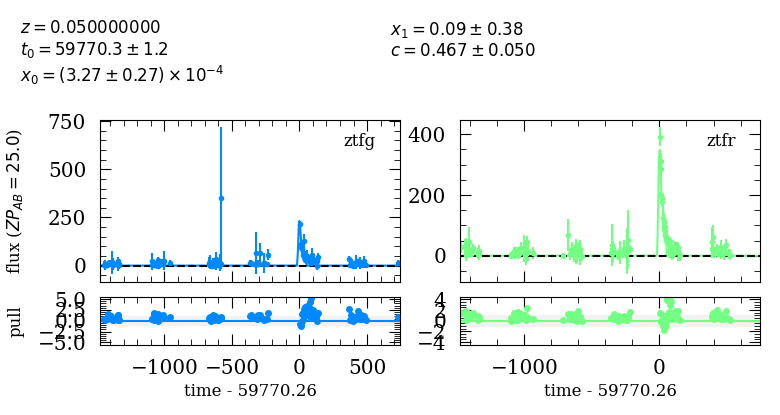 z = 0.050000000
t0 = 59770.3 ± 1.2
x0 = (3.27 ± 0.27) × 10^−4
x1 = 0.09 ± 0.38
c = 0.467 ± 0.050
flux (ZP_AB = 25.0)
750
500
250
0
ztfg
400
200
0
ztfr
pull
5.0
2.5
0.0
−2.5
−5.0
4
2
0
−2
−4
−1000 −500 0 500
−1000 0
time - 59770.26
time - 59770.26